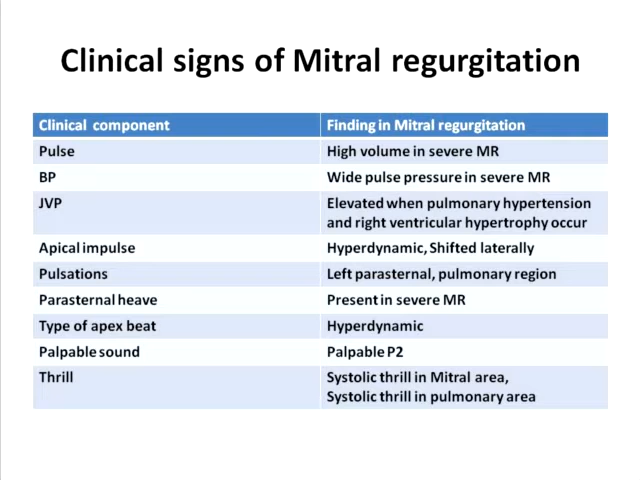 Clinical signs of Mitral regurgitation
Clinical component Finding in Mitral regurgitation
Pulse High volume in severe MR
BP Wide pulse pressure in severe MR
JVP Elevated when pulmonary hypertension
and right ventricular hypertrophy occur
Apical impulse Hyperdynamic, Shifted laterally
Pulsations Left parasternal, pulmonary region
Parasternal heave Present in severe MR
Type of apex beat Hyperdynamic
Palpable sound Palpable P2
Thrill Systolic thrill in Mitral area,
Systolic thrill in pulmonary area